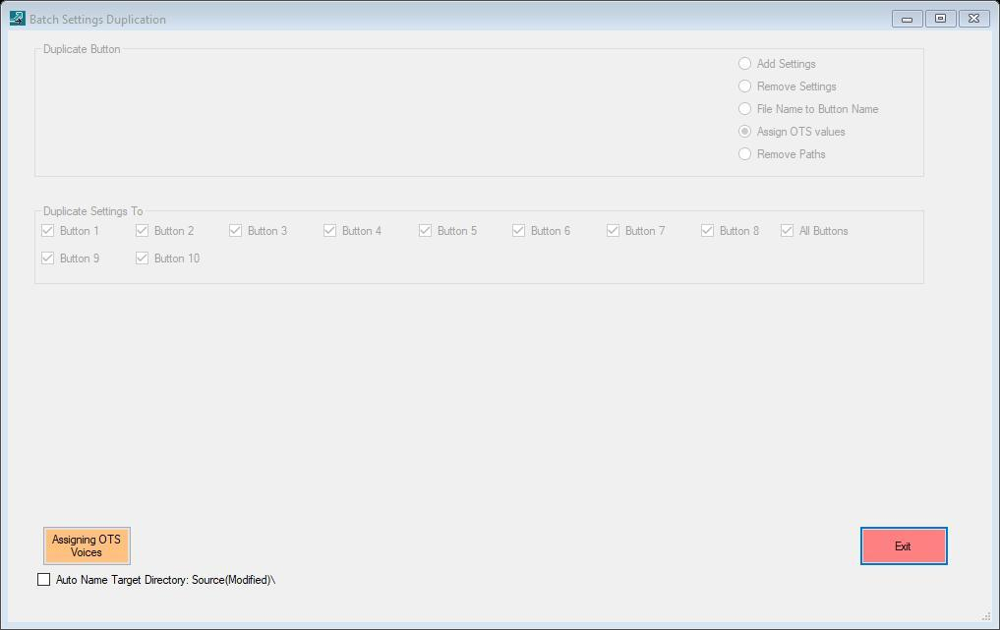 Batch Settings Duplication
Duplicate Button
Add Settings
Remove Settings
File Name to Button Name
Assign OTS values
Remove Paths
Duplicate Settings To
Button 1 Button 2 Button 3 Button 4 Button 5 Button 6 Button 7 Button 8 All Buttons
Button 9 Button 10
Assigning OTS
Voices
Exit
Auto Name Target Directory: Source(Modified)\